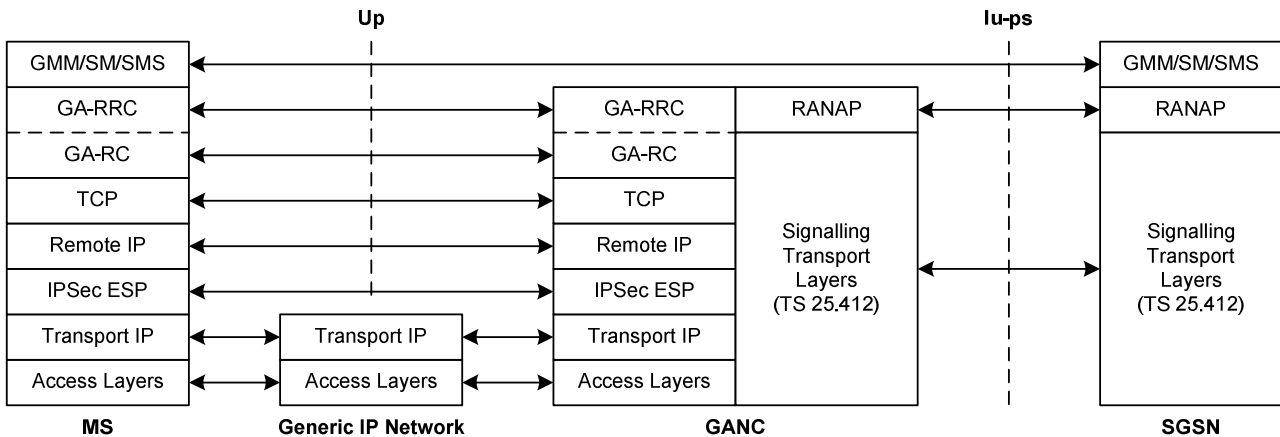 Up
Iu-ps
GMM/SM/SMS
GMM/SM/SMS
GA-RRC
GA-RRC
RANAP
RANAP
GA-RC
GA-RC
TCP
TCP
Remote IP
Remote IP
Signalling
Transport
Layers
(TS 25.412)
Signalling
Transport
Layers
(TS 25.412)
IPSec ESP
IPSec ESP
Transport IP
Transport IP
Transport IP
Access Layers
Access Layers
Access Layers
MS
Generic IP Network
GANC
SGSN